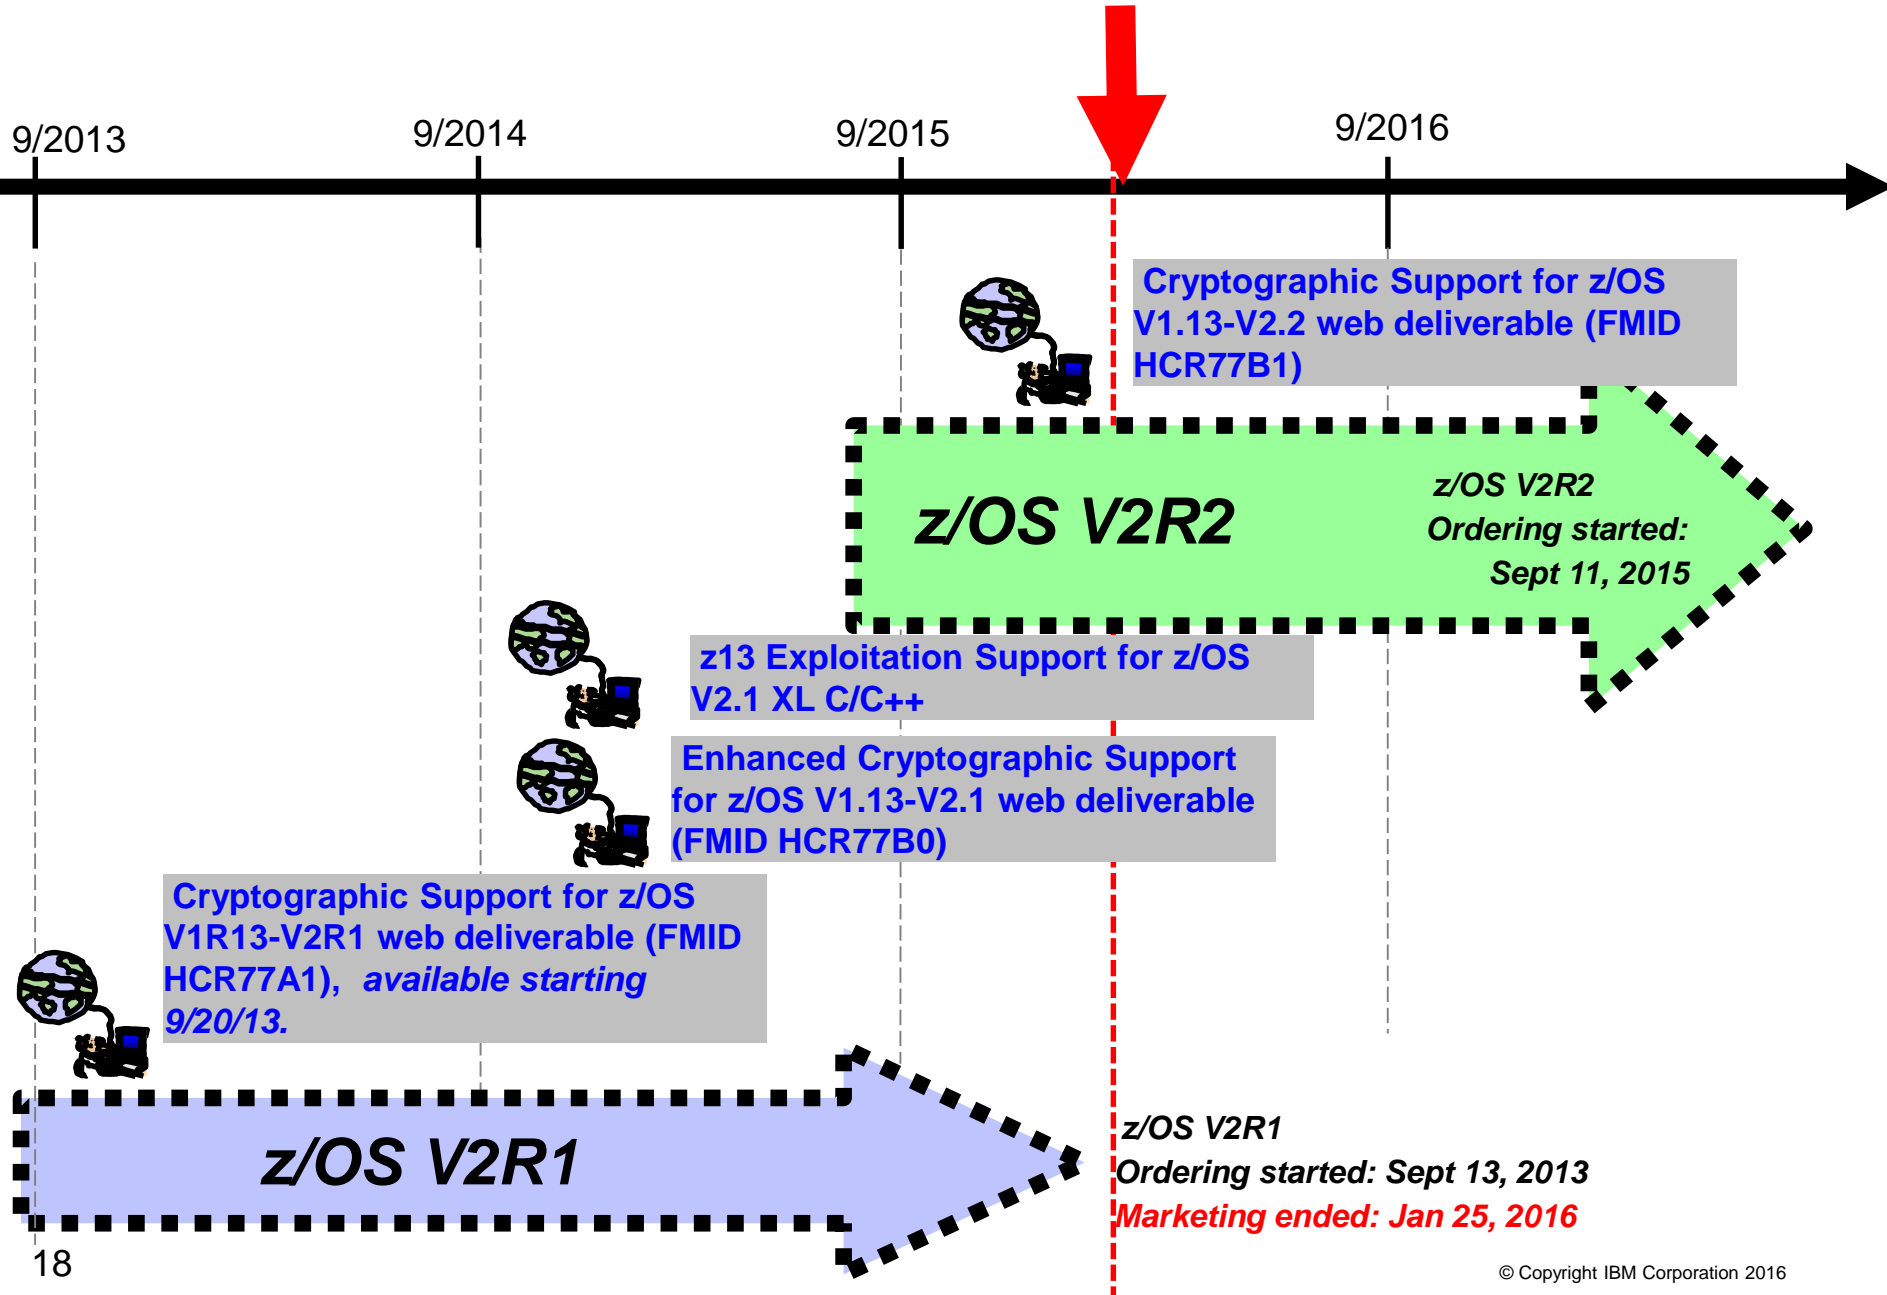 9/2013
9/2014
9/2015
9/2016
Cryptographic Support for z/OS
V1.13-V2.2 web deliverable (FMID
HCR77B1)
z/OS V2R2
z/OS V2R2
Ordering started:
Sept 11, 2015
z13 Exploitation Support for z/OS
V2.1 XL C/C++
Enhanced Cryptographic Support
for z/OS V1.13-V2.1 web deliverable
(FMID HCR77B0)
Cryptographic Support for z/OS
V1R13-V2R1 web deliverable (FMID
HCR77A1), available starting
9/20/13.
z/OS V2R1
z/OS V2R1
Ordering started: Sept 13, 2013
Marketing ended: Jan 25, 2016
18
© Copyright IBM Corporation 2016